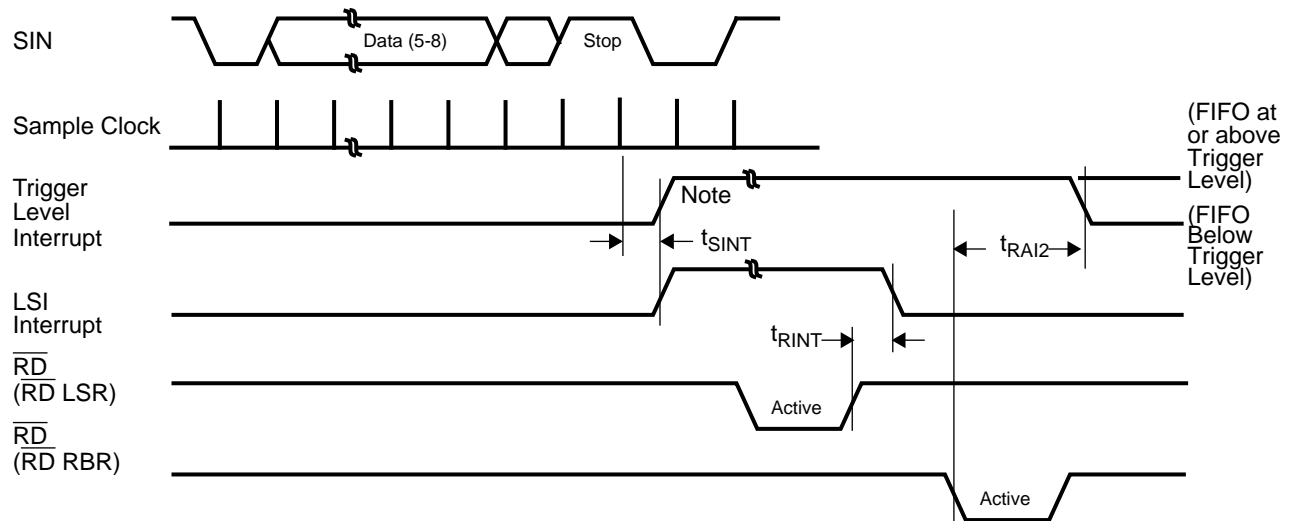 SIN
Data (5-8)
Stop
Sample Clock
(FIFO at
or above
Trigger
Level)
Trigger
Level
Interrupt
Note
tSINT
tRAI2
(FIFO
Below
Trigger
Level)
LSI
Interrupt
tRINT
RD
(RD LSR)
Active
RD
(RD RBR)
Active